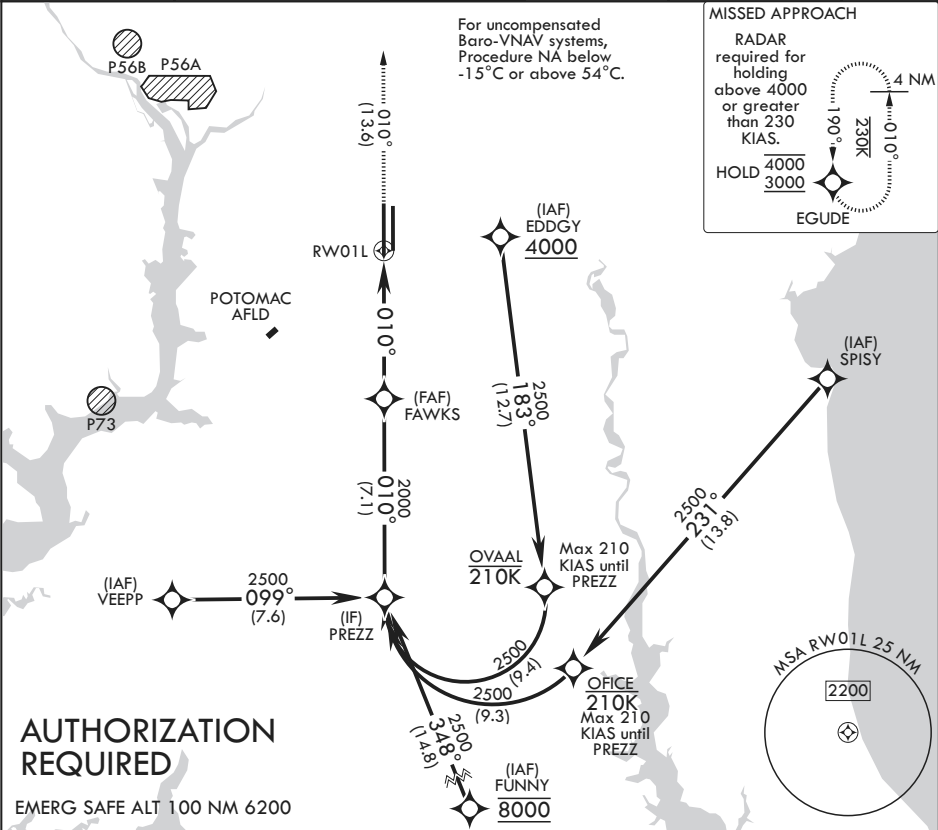 For uncompensated
Baro-VNAV systems,
Procedure NA below
-15°C or above 54°C.
MISSED APPROACH
RADAR
required for
holding
above 4000
or greater
than 230
KIAS.
HOLD 4000
3000
190°
230K
010°
4 NM
EGUDE
P56B
P56A
010°
(13.6)
RW01L
(IAF)
EDDGY
4000
POTOMAC
AFLD
010°
P73
(FAF)
FAWKS
2500
183°
(12.7)
(IAF)
SPISY
2000
010°
(7.1)
2500
231°
(13.8)
OVAAL
210K
Max 210
KIAS until
PREZZ
(IAF)
VEEPP
2500
099°
(7.6)
(IF)
PREZZ
2500
(9.4)
2500
(9.3)
OFICE
210K
Max 210
KIAS until
PREZZ
2500
348°
(14.8)
(IAF)
FUNNY
8000
MSA RW01L 25 NM
2200
AUTHORIZATION
REQUIRED
EMERG SAFE ALT 100 NM 6200